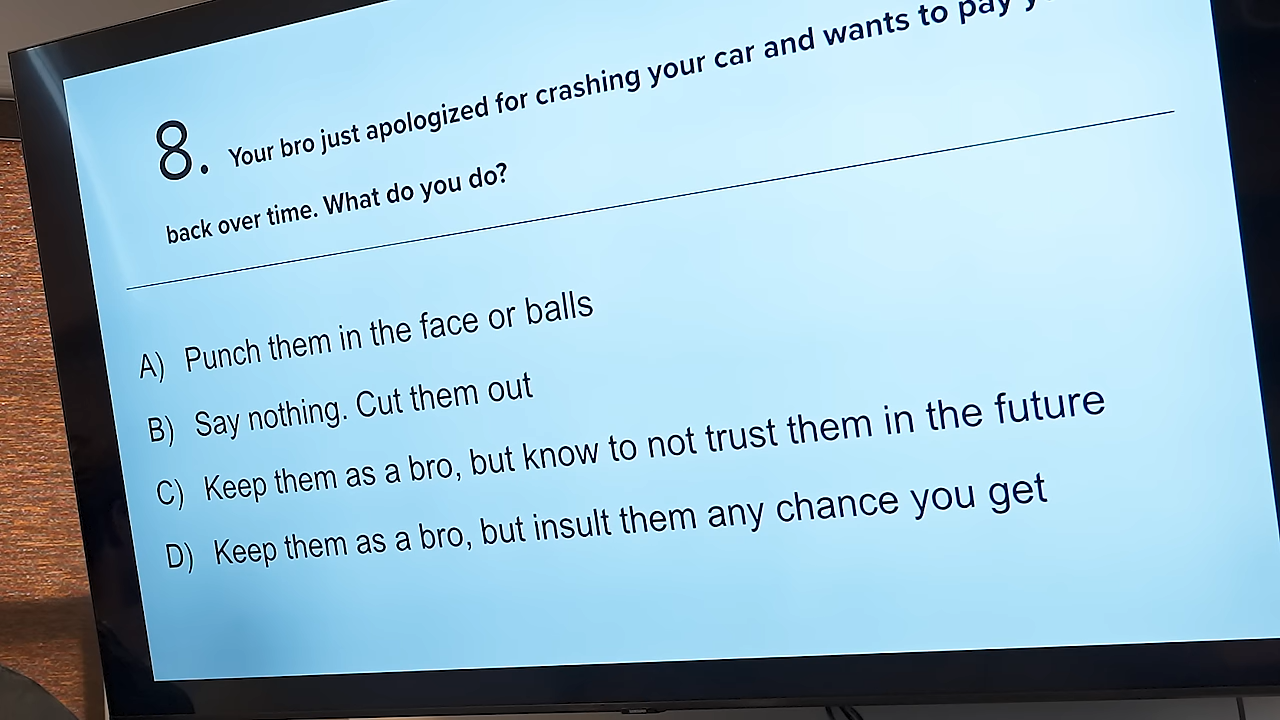 8. Your bro just apologized for crashing your car and wants to pay
back over time. What do you do?
A) Punch them in the face or balls
B) Say nothing. Cut them out
C) Keep them as a bro, but know to not trust them in the future
D) Keep them as a bro, but insult them any chance you get